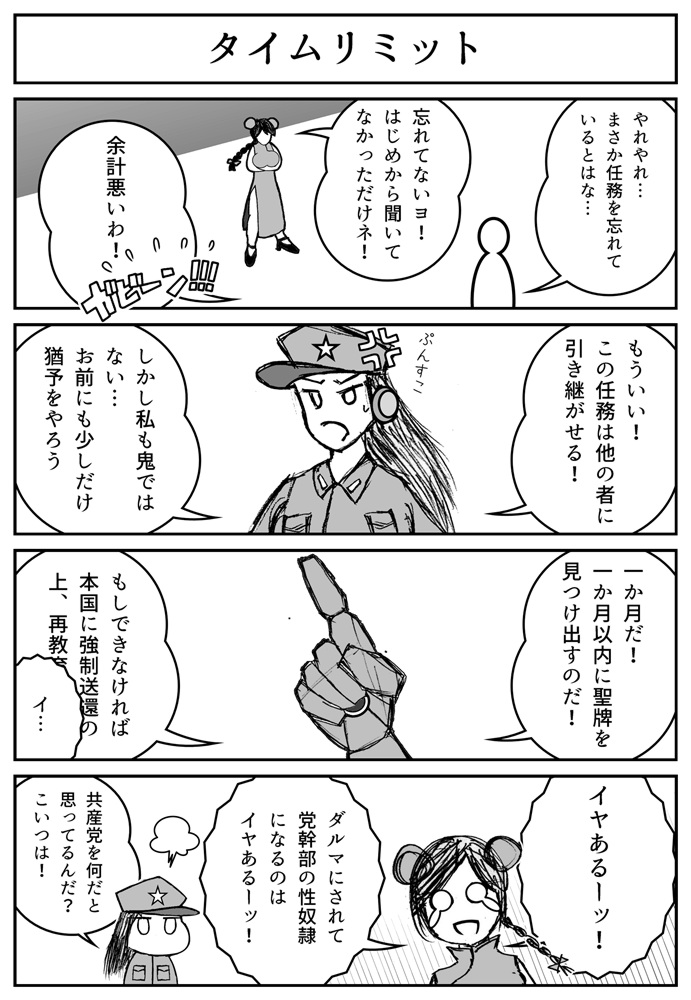 タイムリミット
やれやれ…
まさか任務を忘れて
いるとはな…
忘れてないヨ！
はじめから聞いて
なかっただけネ！
余計悪いわ！
ガビーン!!!
もういい！
この任務は他の者に
引き継がせる！
ぷんすこ
しかし私も鬼では
ない…
お前にも少しだけ
猶予をやろう
一か月だ！
一か月以内に聖牌を
見つけ出すのだ！
もしできなければ
本国に強制送還の
上、再教
イ…
イヤあるーッ！
ダルマにされて
党幹部の性奴隷
になるのは
イヤあるーッ！
共産党を何だと
思ってるんだ？
こいつは！